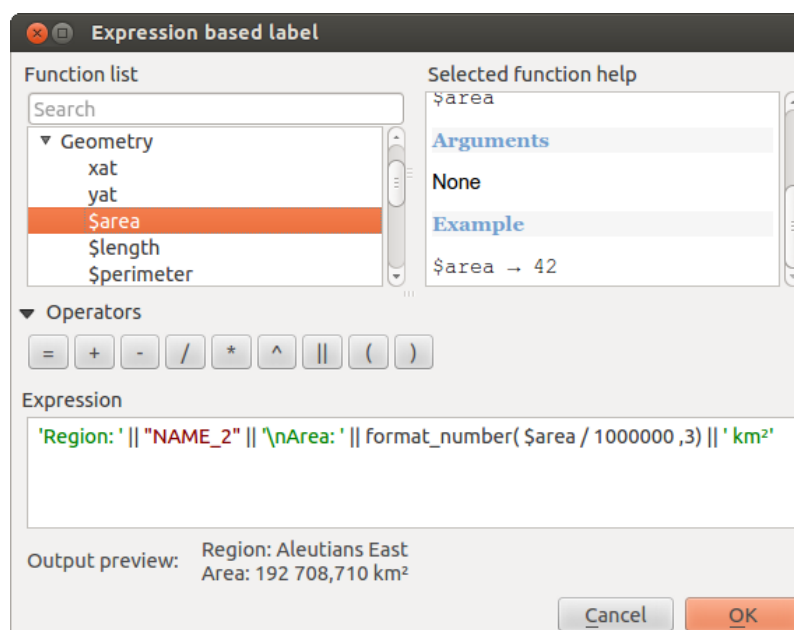 Expression based label
Function list
Search
Geometry
xat
yat
$area
$length
$perimeter
Selected function help
$area
Arguments
None
Example
$area → 42
Operators
= + - / * ^ || ( )
Expression
'Region: ' || "NAME_2" || '\nArea: ' || format_number( $area / 1000000 ,3) || ' km²'
Output preview:
Region: Aleutians East
Area: 192 708,710 km²
Cancel
OK